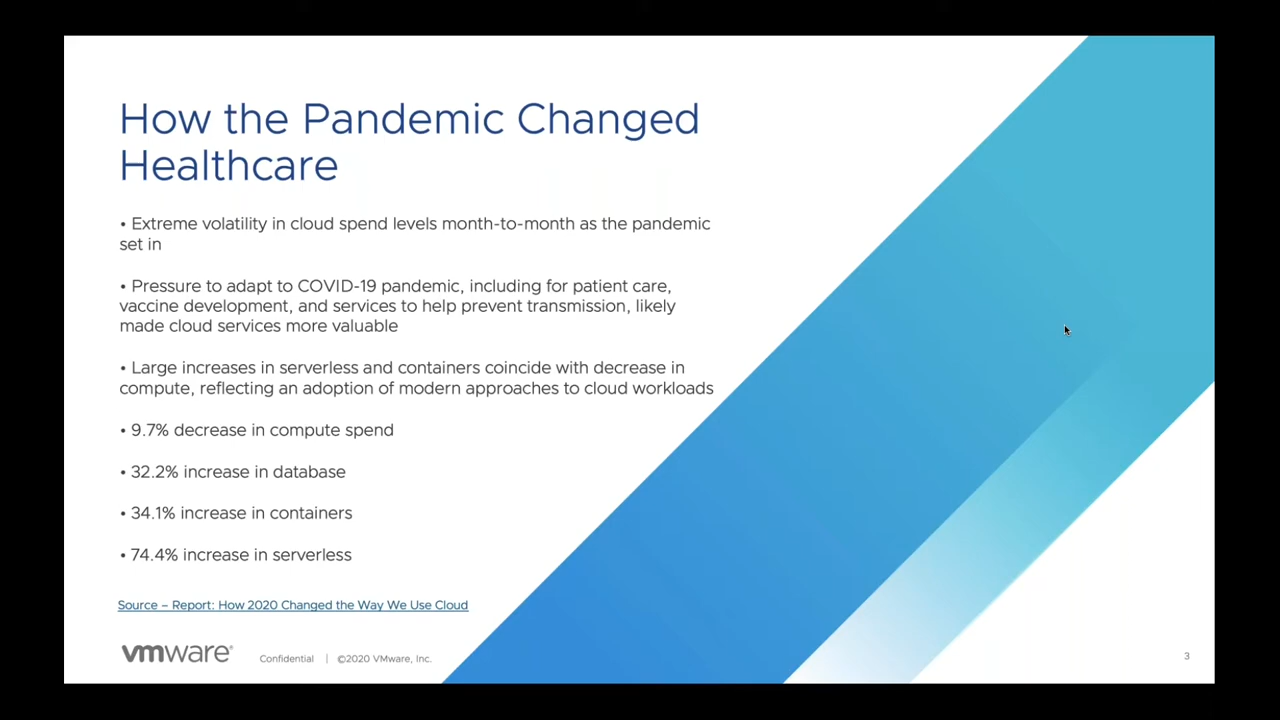 How the Pandemic Changed
Healthcare
• Extreme volatility in cloud spend levels month-to-month as the pandemic
set in
• Pressure to adapt to COVID-19 pandemic, including for patient care,
vaccine development, and services to help prevent transmission, likely
made cloud services more valuable
• Large increases in serverless and containers coincide with decrease in
compute, reflecting an adoption of modern approaches to cloud workloads
• 9.7% decrease in compute spend
• 32.2% increase in database
• 34.1% increase in containers
• 74.4% increase in serverless
Source – Report: How 2020 Changed the Way We Use Cloud
vmware® Confidential | ©2020 VMware, Inc. 3